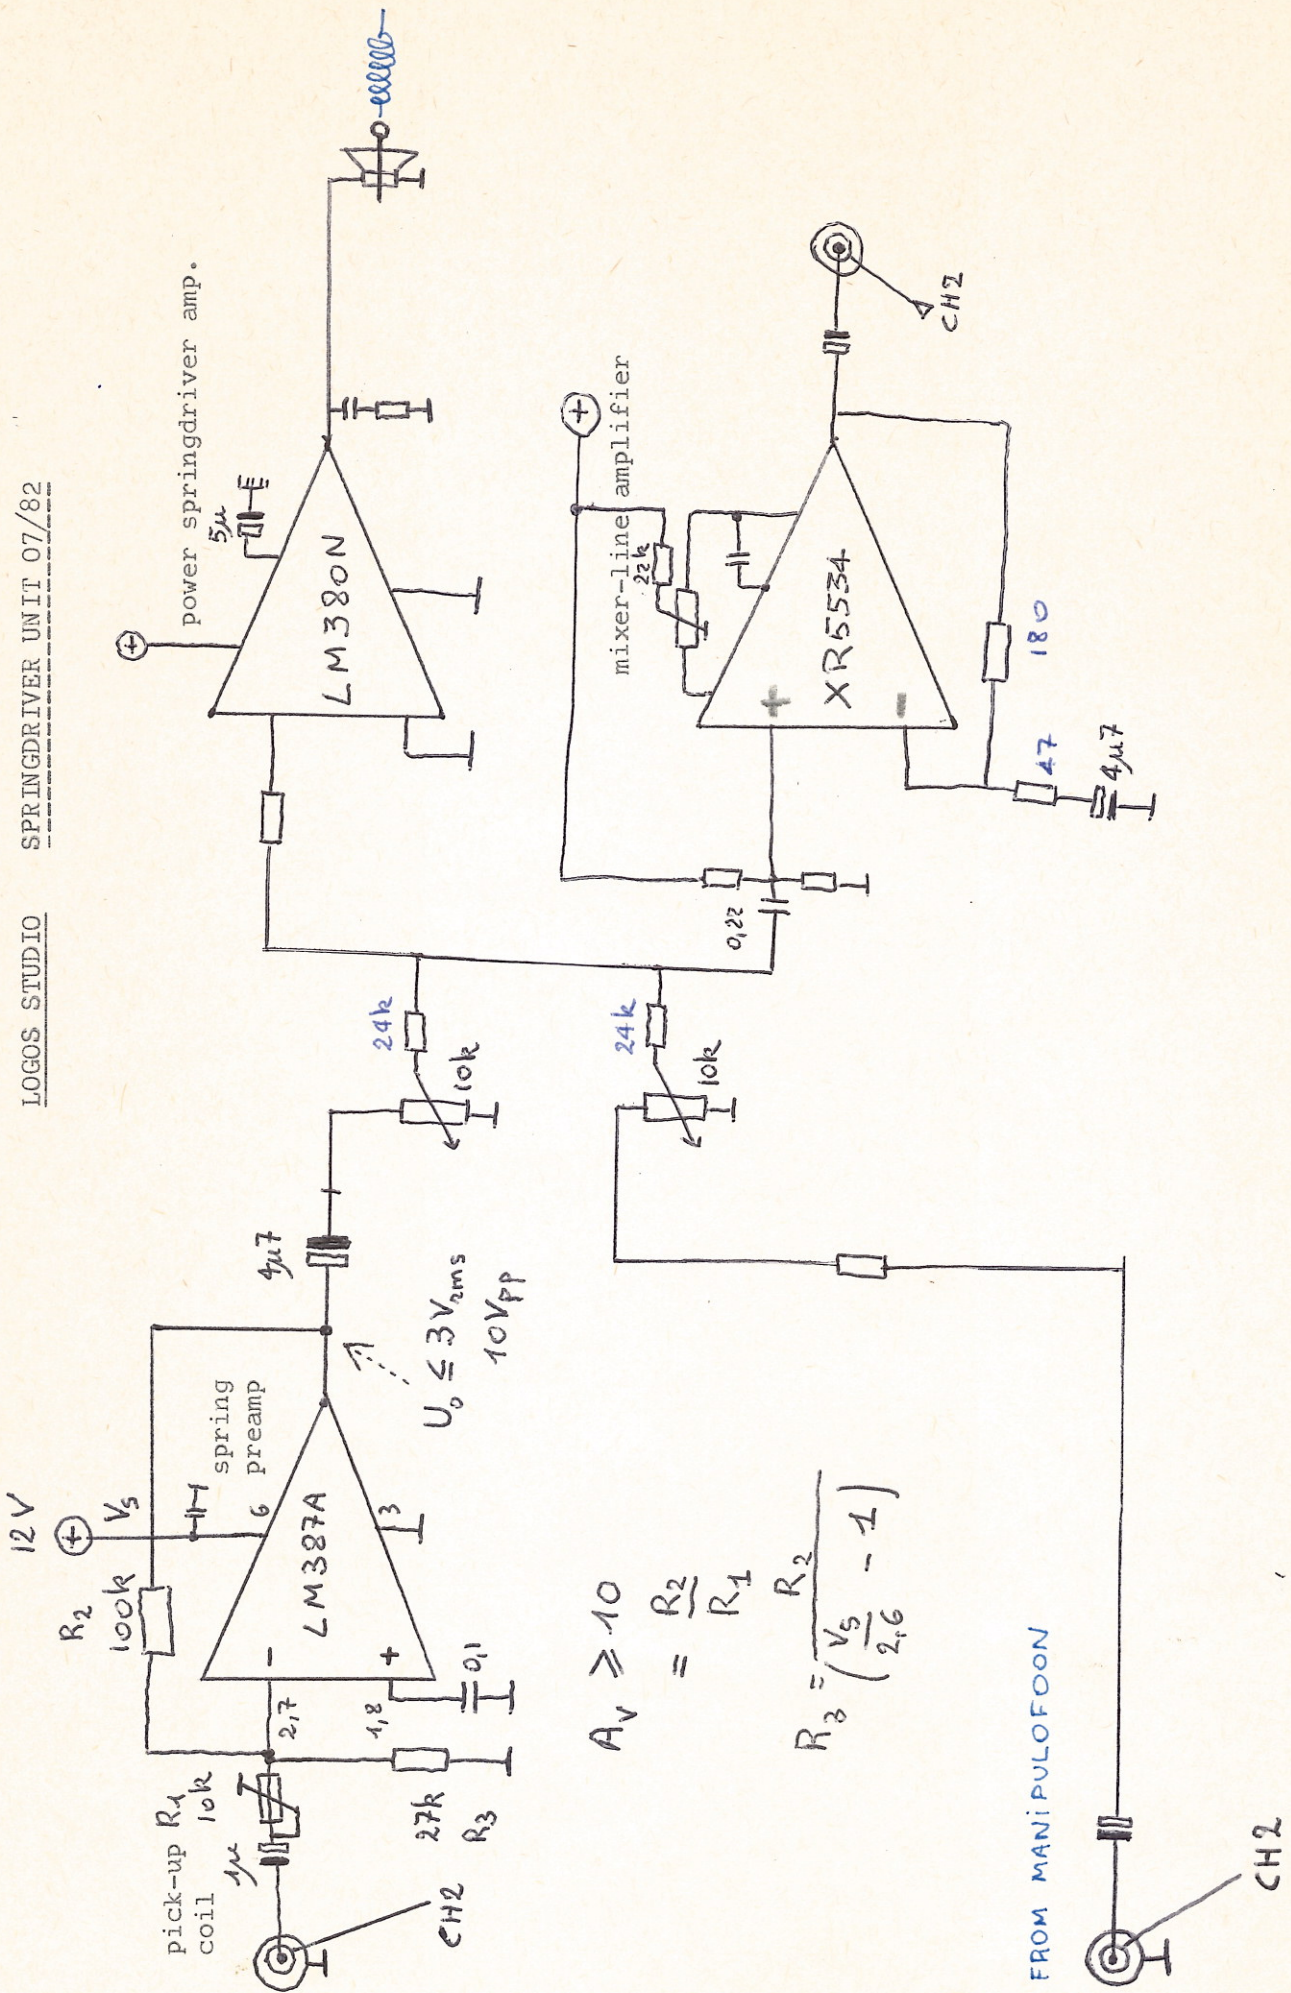 LOGOS STUDIO SPRINGDRIVER UNIT 07/82
12V
VS
R2
100k
pick-up
coil
R1
10k
1µ
CH2
2,7
1,8
-
+
0,1
27k
R3
LM387A
6
3
spring
preamp
4µ7
U0 ≤ 3Vrms
10Vpp
10k
24k
10k
24k
power springdriver amp.
5µ
LM380N
mixer-line amplifier
22k
0,22
+
-
XR5534
180
47
4µ7
CH2
Av ≥ 10
= R2/R1
R3 = R2/(VS/2,6 - 1)
FROM MANIPULOFOON
CH2